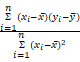 n
Σ (xᵢ-x̄)(yᵢ-ȳ)
i=1
n
Σ (xᵢ-x̄)²
i=1